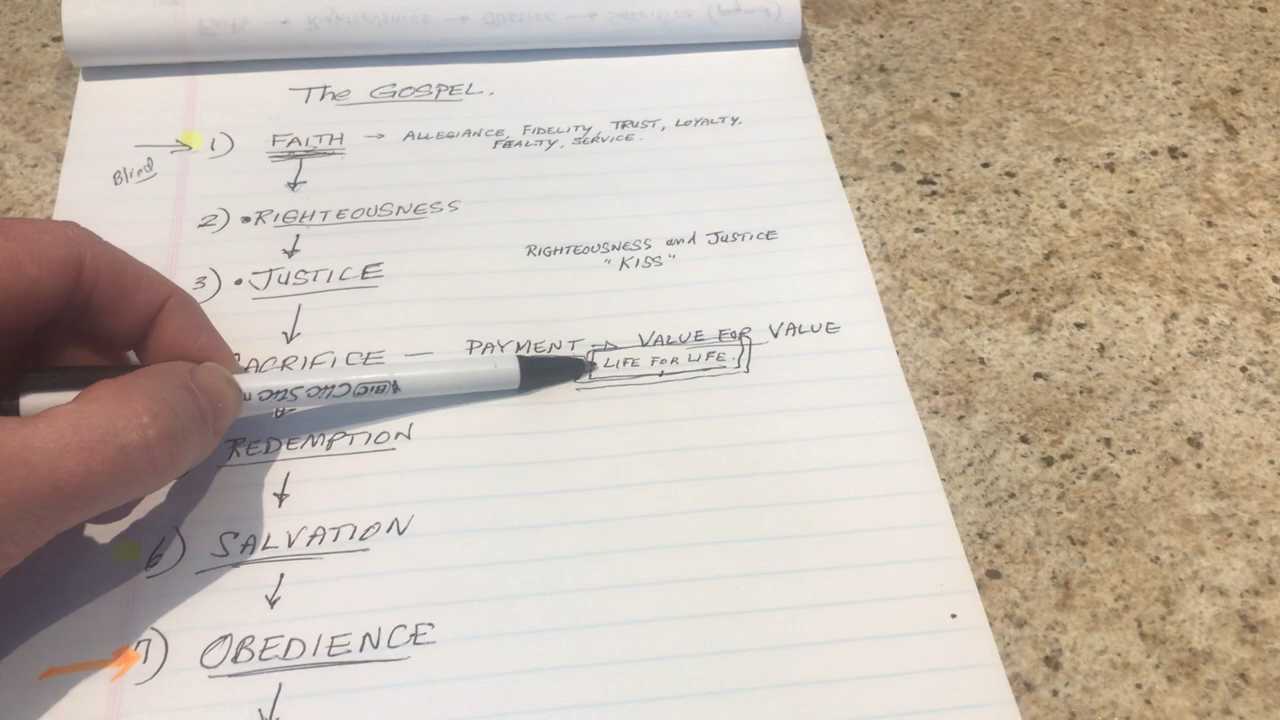 The GOSPEL.
1) FAITH → ALLEGIANCE, FIDELITY, TRUST, LOYALTY.
FEALTY, SERVICE.
Blind
2) •RIGHTEOUSNESS
RIGHTEOUSNESS and JUSTICE
"KISS"
3) •JUSTICE
SACRIFICE — PAYMENT → VALUE FOR VALUE
LIFE FOR LIFE.
REDEMPTION
6) SALVATION
7) OBEDIENCE